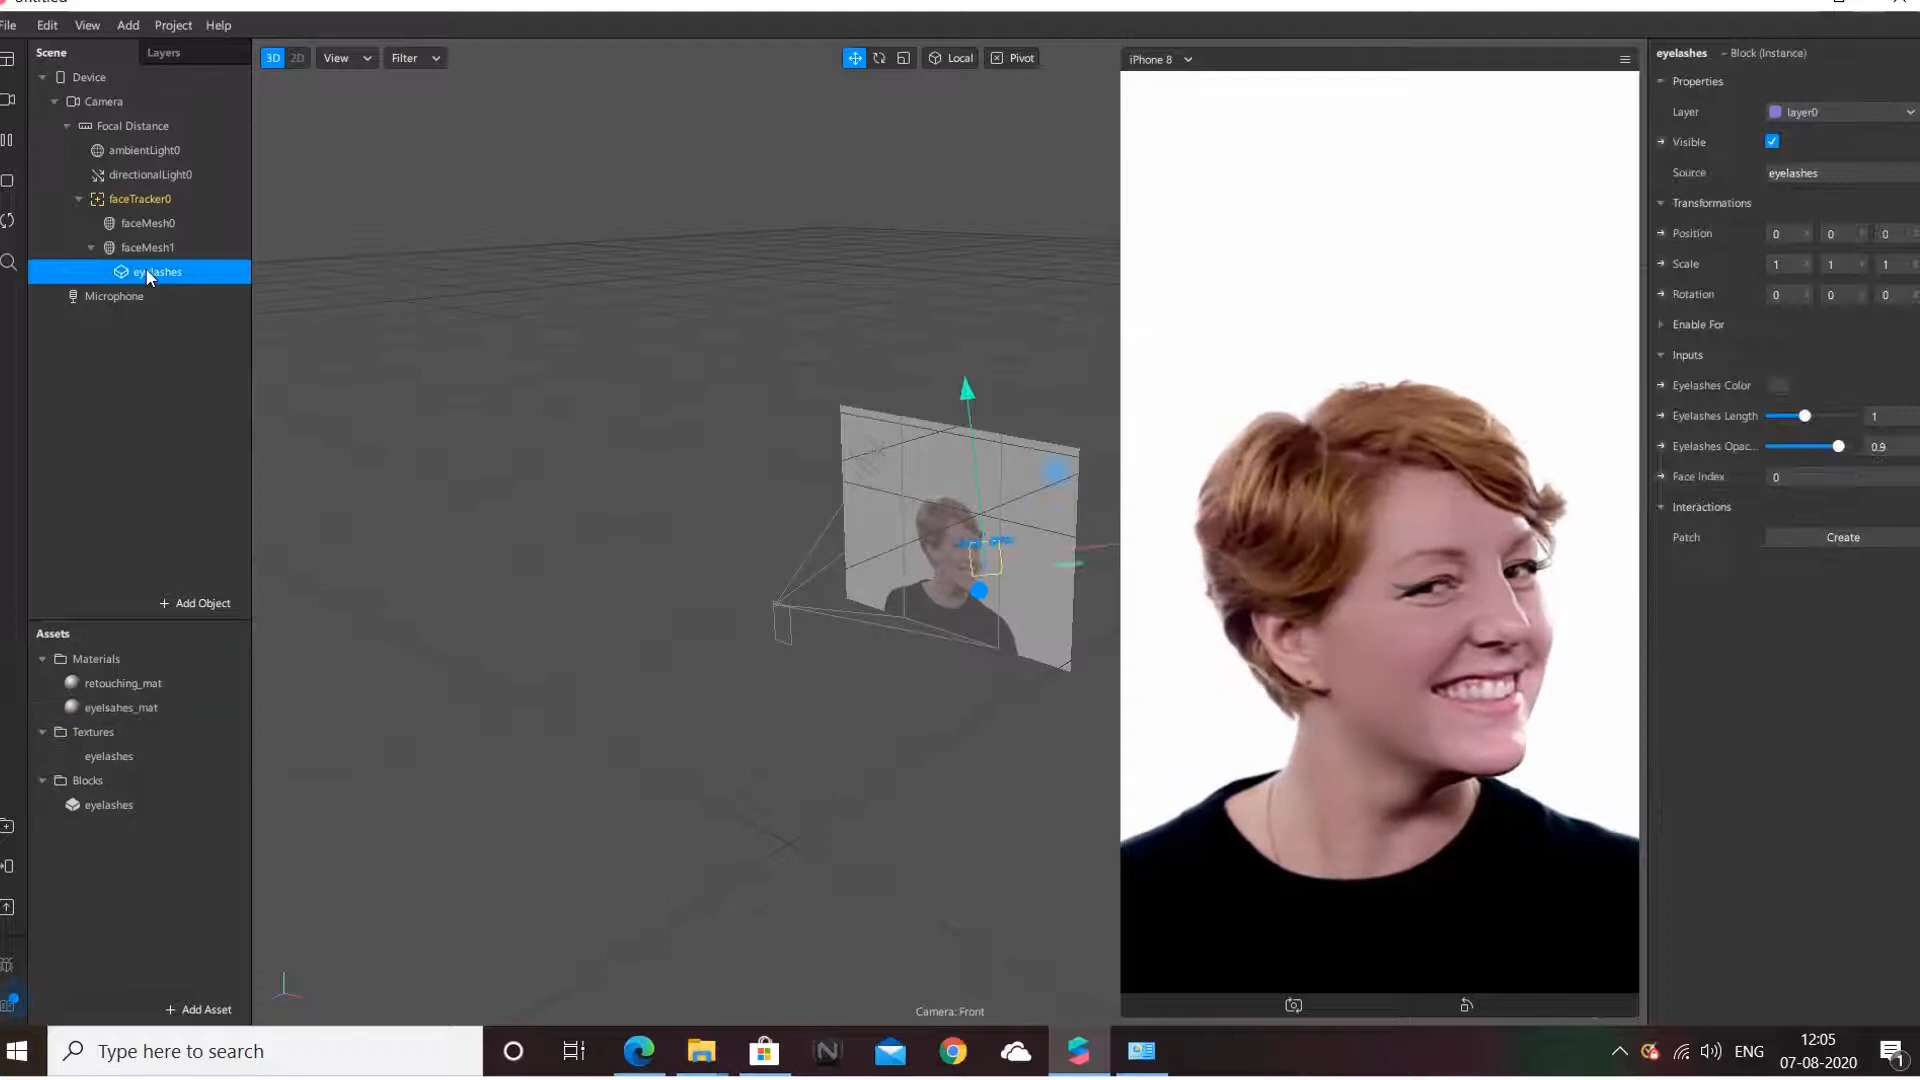 Untitled
File Edit View Add Project Help
Scene Layers
Device
Camera
Focal Distance
ambientLight0
directionalLight0
faceTracker0
faceMesh0
faceMesh1
eyelashes
Microphone
+ Add Object
Assets
Materials
retouching_mat
eyelsahes_mat
Textures
eyelashes
Blocks
eyelashes
+ Add Asset
3D 2D View Filter
Local Pivot
Camera: Front
iPhone 8
eyelashes - Block (Instance)
Properties
Layer layer0
Visible
Source eyelashes
Transformations
Position 0 0 0
Scale 1 1 1
Rotation 0 0 0
Enable For
Inputs
Eyelashes Color
Eyelashes Length 1
Eyelashes Opac... 0.9
Face Index 0
Interactions
Patch Create
Type here to search
ENG
12:05
07-08-2020
1